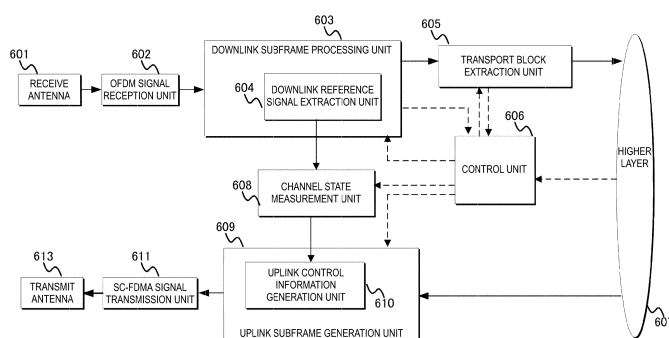 603
605
601
602
DOWNLINK SUBFRAME PROCESSING UNIT
TRANSPORT BLOCK
EXTRACTION UNIT
RECEIVE
ANTENNA
OFDM SIGNAL
RECEPTION UNIT
604
DOWNLINK REFERENCE
SIGNAL EXTRACTION UNIT
606
HIGHER
LAYER
CONTROL UNIT
608
CHANNEL STATE
MEASUREMENT UNIT
609
613
611
TRANSMIT
ANTENNA
SC-FDMA SIGNAL
TRANSMISSION UNIT
UPLINK CONTROL
INFORMATION
GENERATION UNIT
610
UPLINK SUBFRAME GENERATION UNIT